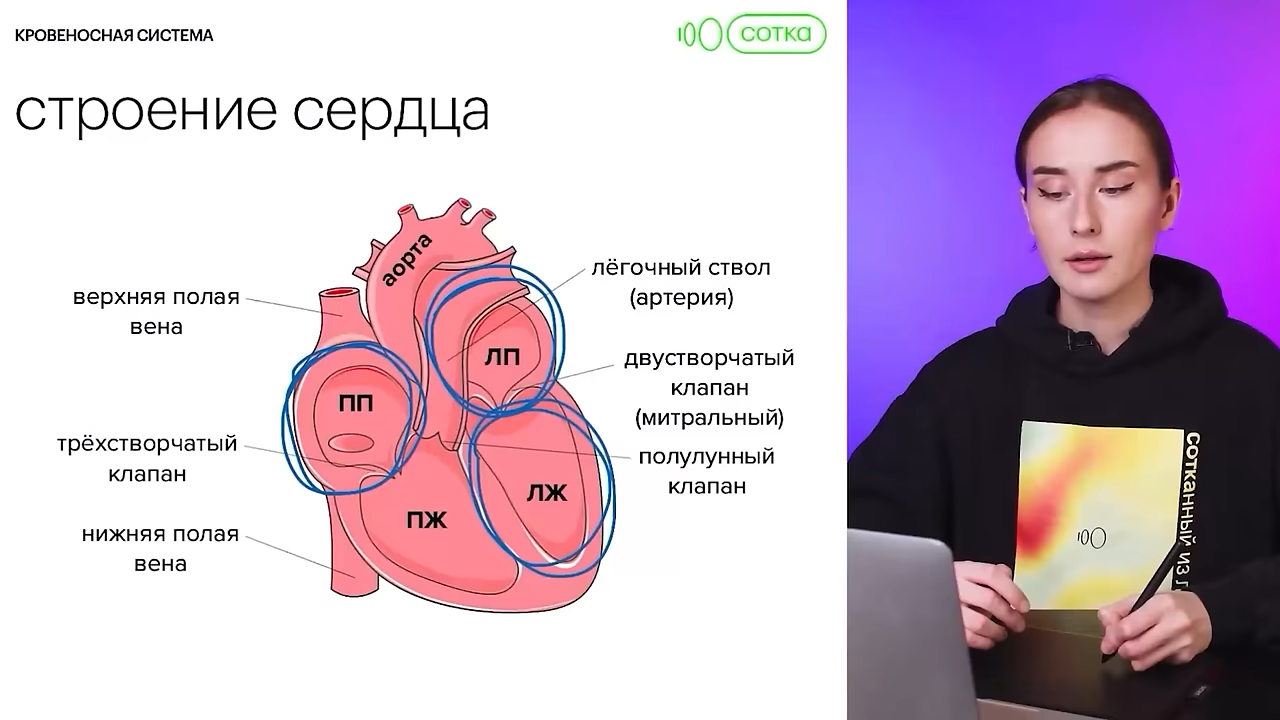 КРОВЕНОСНАЯ СИСТЕМА
100 сотка
строение сердца
аорта
лёгочный ствол
(артерия)
верхняя полая
вена
ЛП
двустворчатый
клапан
(митральный)
ПП
трёхстворчатый
клапан
полулунный
клапан
ЛЖ
ПЖ
нижняя полая
вена
сотканный из
100